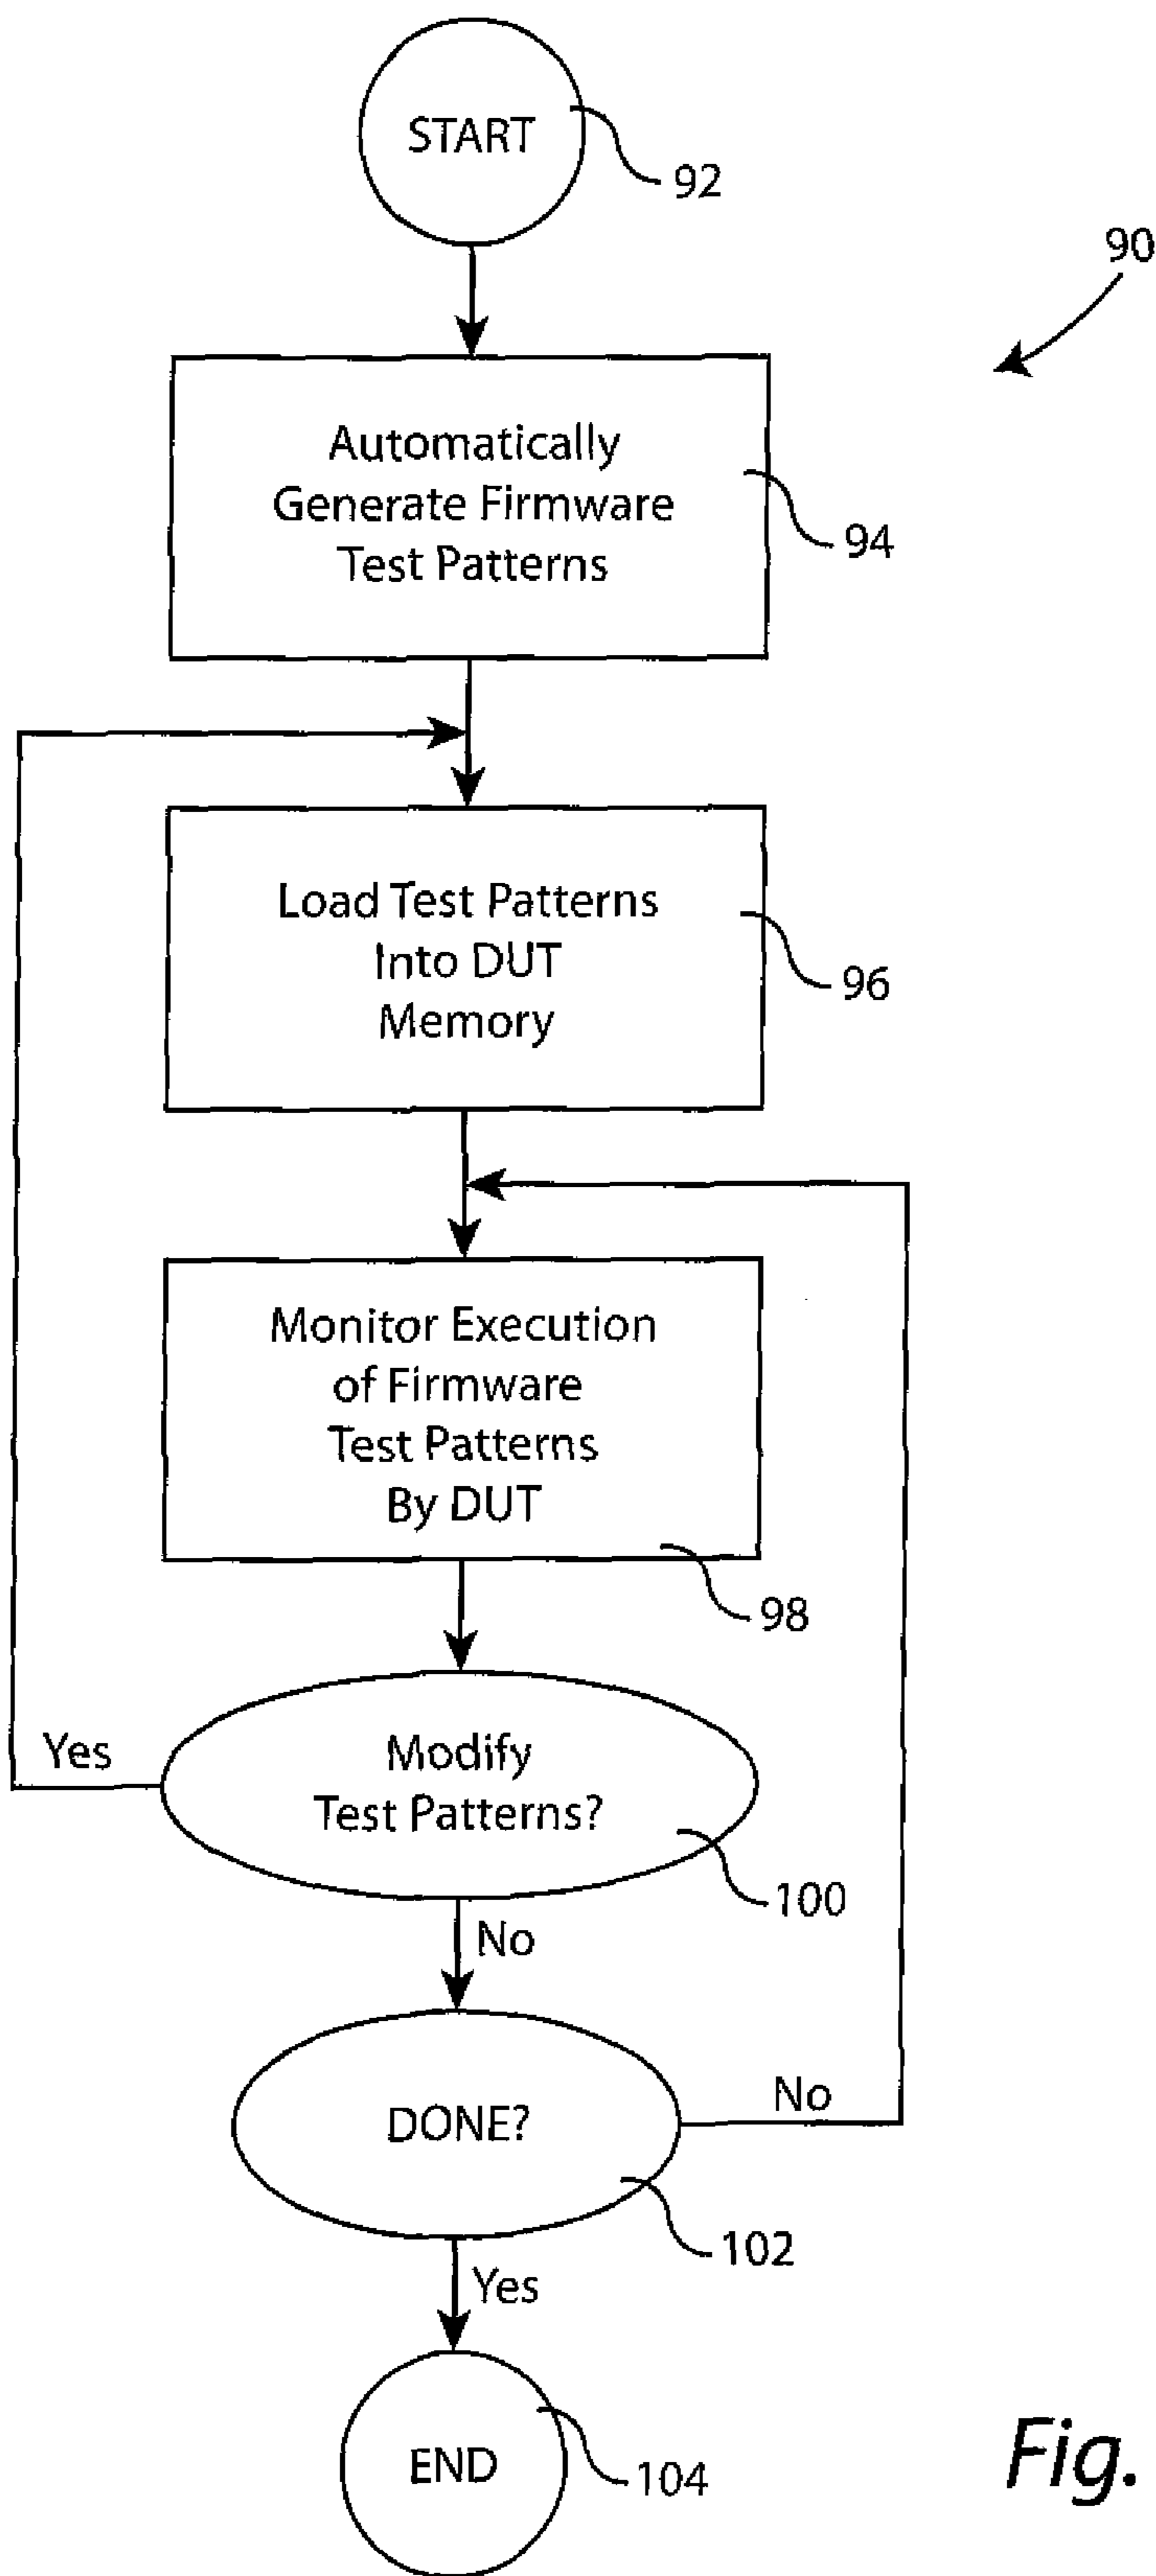 START
92
90
Automatically
Generate Firmware
Test Patterns
94
Load Test Patterns
Into DUT
Memory
96
Monitor Execution
of Firmware
Test Patterns
By DUT
98
Yes
Modify
Test Patterns?
100
No
DONE?
No
102
Yes
END
104
Fig.